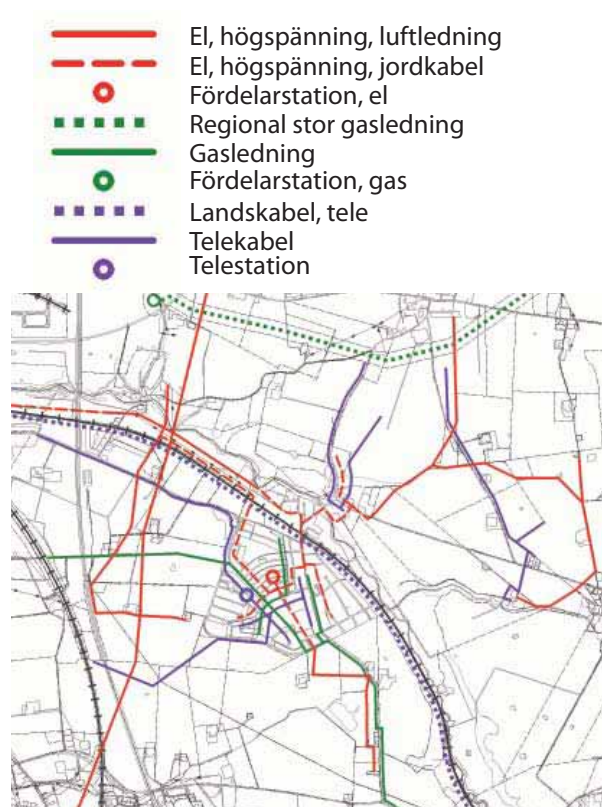 El, högspänning, luftledning
El, högspänning, jordkabel
Fördelarstation, el
Regional stor gasledning
Gasledning
Fördelarstation, gas
Landskabel, tele
Telekabel
Telestation